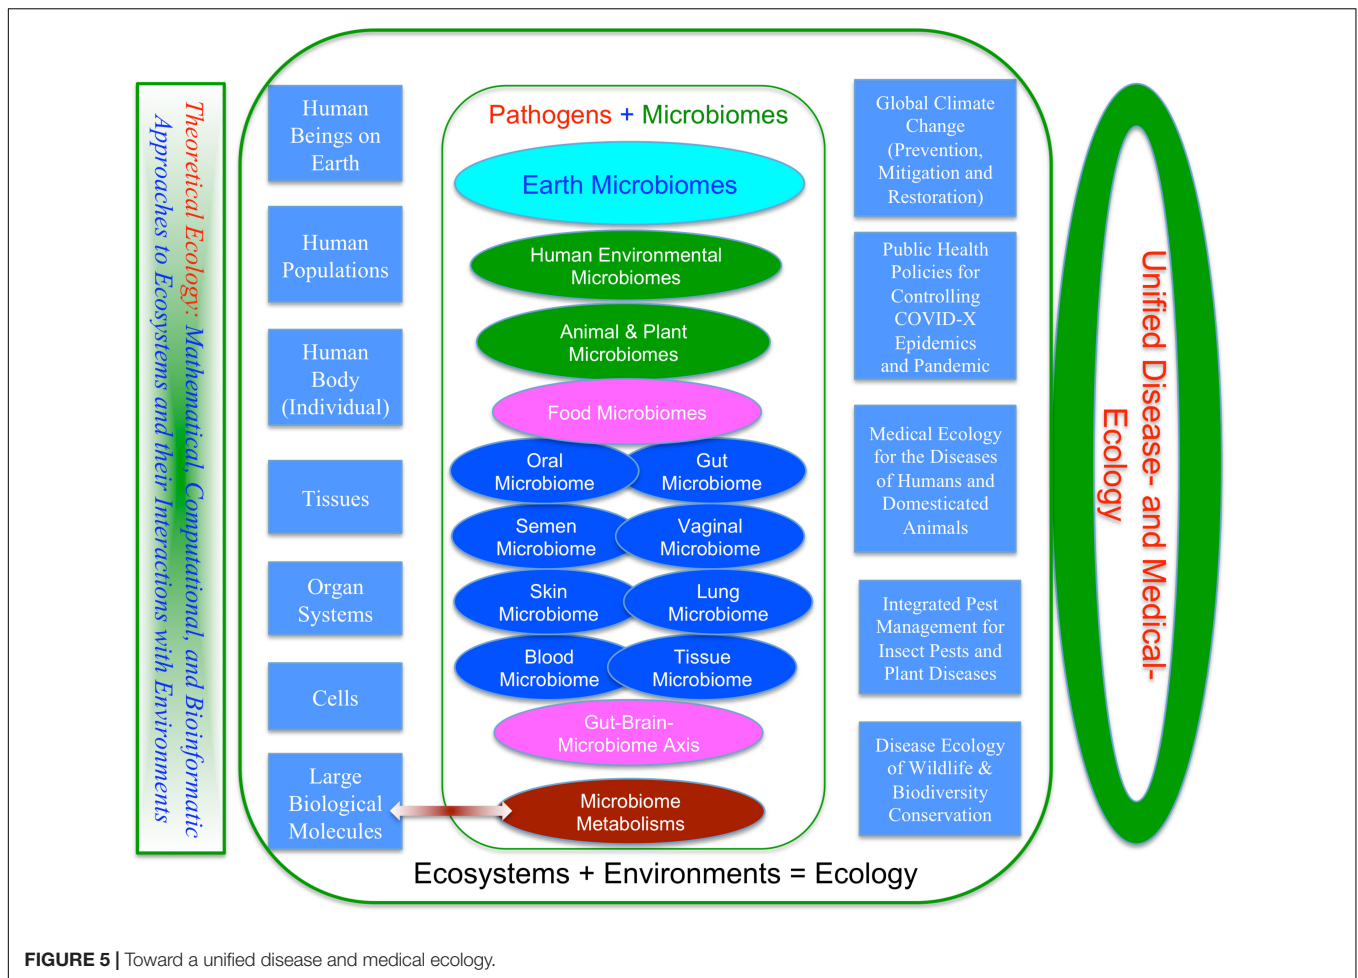 Theoretical Ecology: Mathematical, Computational, and Bioinformatic
Approaches to Ecosystems and their Interactions with Environments
Human
Beings on
Earth
Human
Populations
Human
Body
(Individual)
Tissues
Organ
Systems
Cells
Large
Biological
Molecules
Pathogens + Microbiomes
Earth Microbiomes
Human Environmental
Microbiomes
Animal & Plant
Microbiomes
Food Microbiomes
Oral
Microbiome
Gut
Microbiome
Semen
Microbiome
Vaginal
Microbiome
Skin
Microbiome
Lung
Microbiome
Blood
Microbiome
Tissue
Microbiome
Gut-Brain-
Microbiome Axis
Microbiome
Metabolisms
Global Climate
Change
(Prevention,
Mitigation and
Restoration)
Public Health
Policies for
Controlling
COVID-X
Epidemics
and Pandemic
Medical Ecology
for the Diseases
of Humans and
Domesticated
Animals
Integrated Pest
Management for
Insect Pests and
Plant Diseases
Disease Ecology
of Wildlife &
Biodiversity
Conservation
Ecosystems + Environments = Ecology
Unified Disease- and Medical-
Ecology
FIGURE 5 | Toward a unified disease and medical ecology.